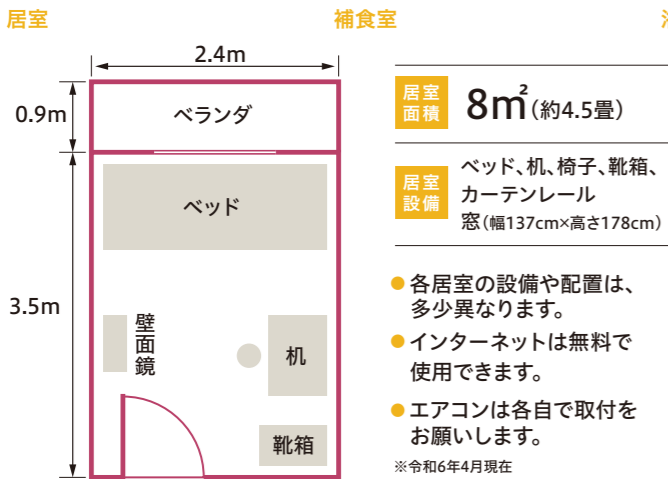 居室
補食室
2.4m
0.9m
ベランダ
ベッド
3.5m
壁面鏡
机
靴箱
居室
面積
8㎡(約4.5畳)
居室
設備
ベッド、机、椅子、靴箱、
カーテンレール
窓(幅137cm×高さ178cm)
●各居室の設備や配置は、
多少異なります。
●インターネットは無料で
使用できます。
●エアコンは各自で取付を
お願いします。
※令和6年4月現在